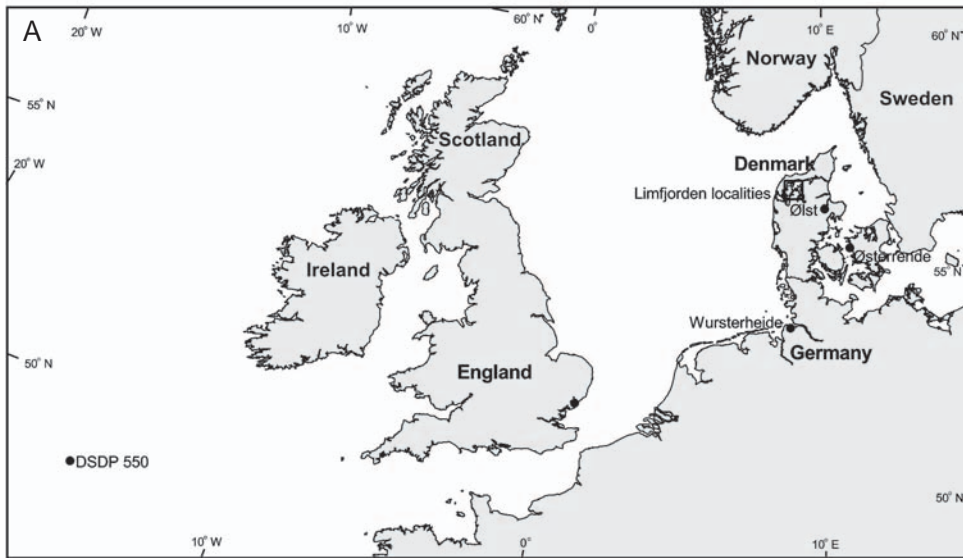 A
20° W
10° W
60° N
0°
10° E
60° N
Norway
Sweden
55° N
Scotland
20° W
Denmark
Limfjorden localities
Ølst
Østerrende
Ireland
55° N
Wursterheide
Germany
50° N
England
DSDP 550
50° N
10° W
0°
10° E